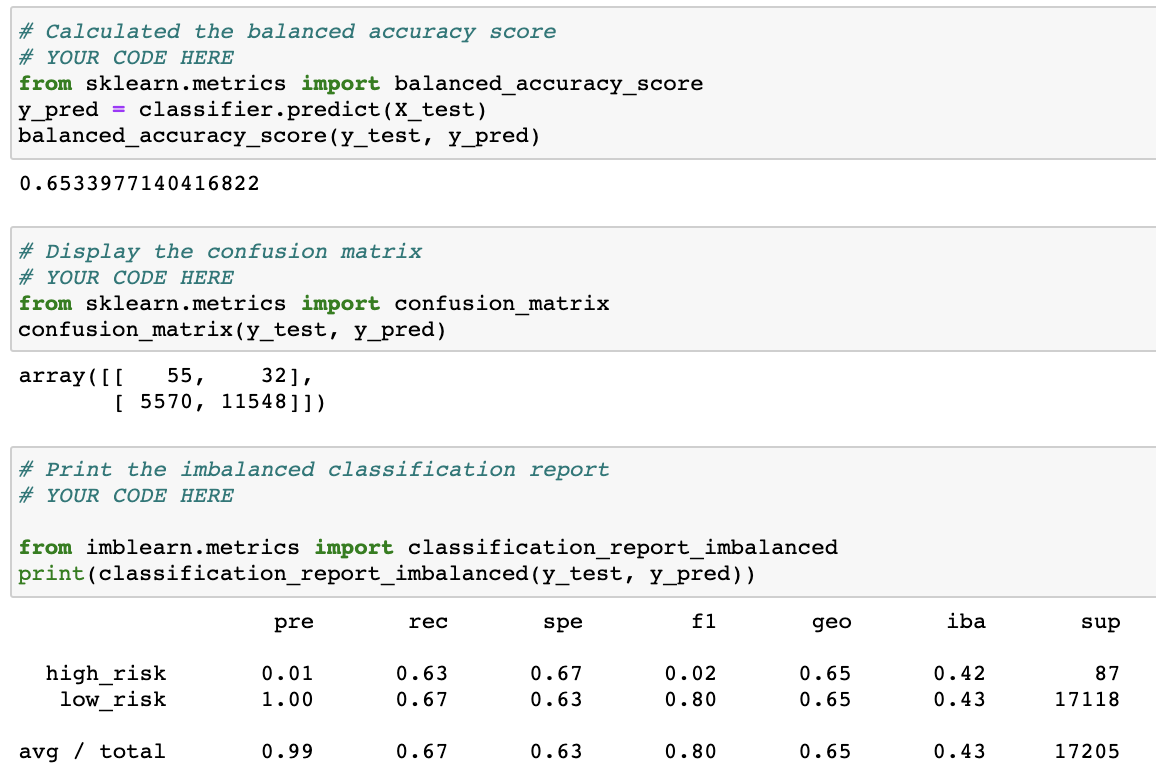 # Calculated the balanced accuracy score
# YOUR CODE HERE
from sklearn.metrics import balanced_accuracy_score
y_pred = classifier.predict(X_test)
balanced_accuracy_score(y_test, y_pred)
0.6533977140416822
# Display the confusion matrix
# YOUR CODE HERE
from sklearn.metrics import confusion_matrix
confusion_matrix(y_test, y_pred)
array([[   55,    32],
       [ 5570, 11548]])
# Print the imbalanced classification report
# YOUR CODE HERE
from imblearn.metrics import classification_report_imbalanced
print(classification_report_imbalanced(y_test, y_pred))
                   pre       rec       spe        f1       geo       iba       sup
  high_risk       0.01      0.63      0.67      0.02      0.65      0.42        87
   low_risk       1.00      0.67      0.63      0.80      0.65      0.43     17118
avg / total       0.99      0.67      0.63      0.80      0.65      0.43     17205